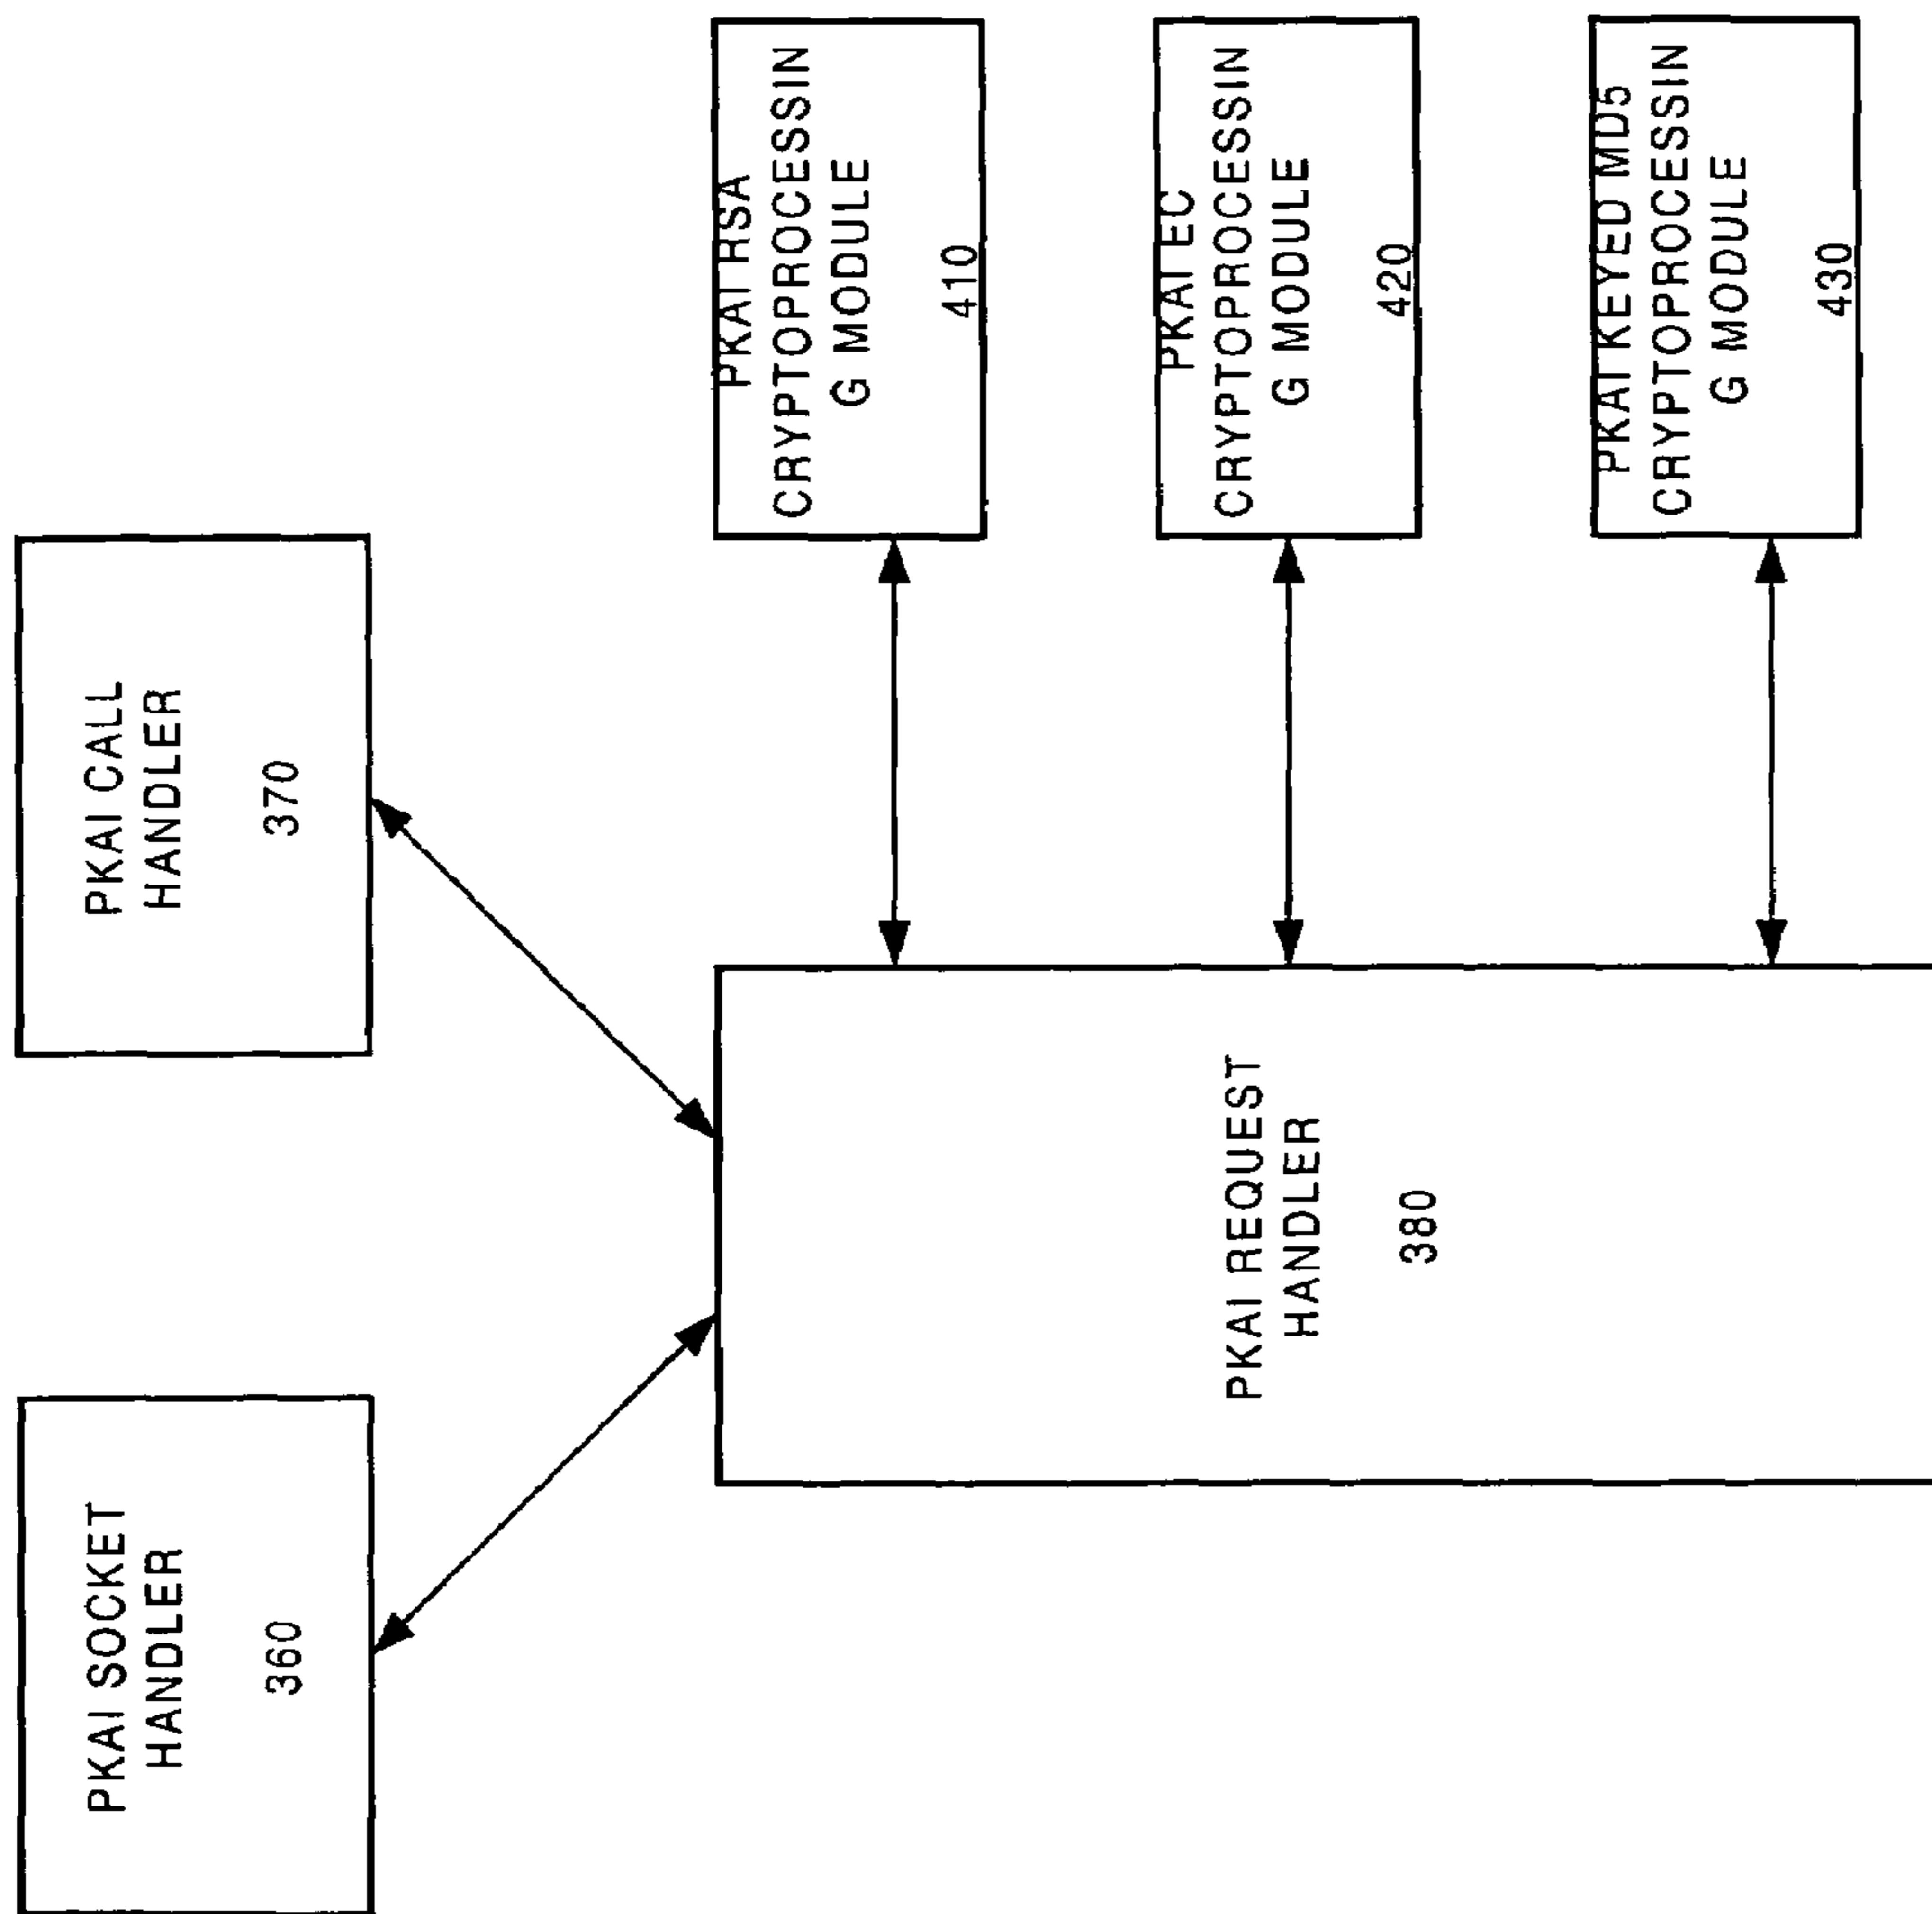 PKAI SOCKET
HANDLER
360
PKAI CALL
HANDLER
370
PKAI REQUEST
HANDLER
380
PKAI RSA
CRYPTOPROCESSIN
G MODULE
410
PKAI EC
CRYPTOPROCESSIN
G MODULE
420
PKAI KEYED MD5
CRYPTOPROCESSIN
G MODULE
430